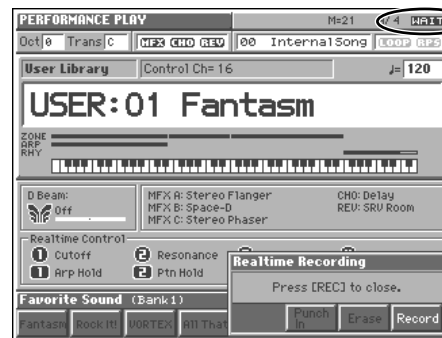 PERFORMANCE PLAY M=21 / 4 WAIT
Oct 0 Trans C MFX CHO REV 00 InternalSong LOOP RPS
User Library Control Ch= 16 ♩= 120
USER:01 Fantasm
ZONE
ARP
RHY
D Beam: MFX A: Stereo Flanger CHO: Delay
Off MFX B: Space-D REV: SRV Room
MFX C: Stereo Phaser
Realtime Control
1 Cutoff 2 Resonance
1 Arp Hold 2 Ptn Hold
Realtime Recording
Press [REC] to close.
Punch In Erase Record
Favorite Sound (Bank1)
Fantasm Rock It! VORTEX All That